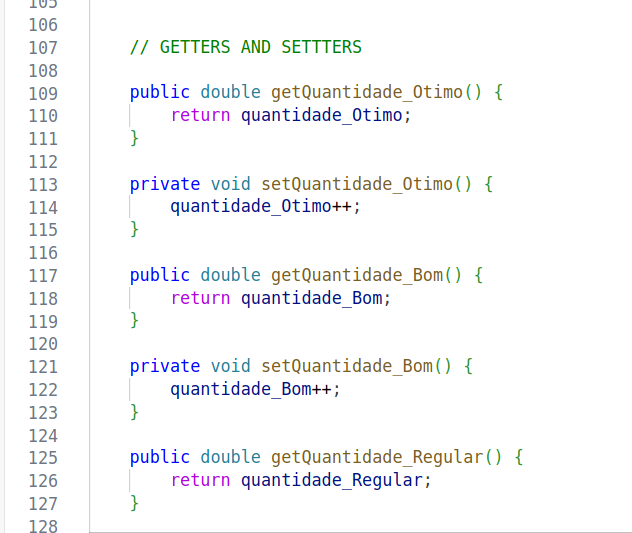 105
106
107 // GETTERS AND SETTTERS
108
109 public double getQuantidade_Otimo() {
110 return quantidade_Otimo;
111 }
112
113 private void setQuantidade_Otimo() {
114 quantidade_Otimo++;
115 }
116
117 public double getQuantidade_Bom() {
118 return quantidade_Bom;
119 }
120
121 private void setQuantidade_Bom() {
122 quantidade_Bom++;
123 }
124
125 public double getQuantidade_Regular() {
126 return quantidade_Regular;
127 }
128